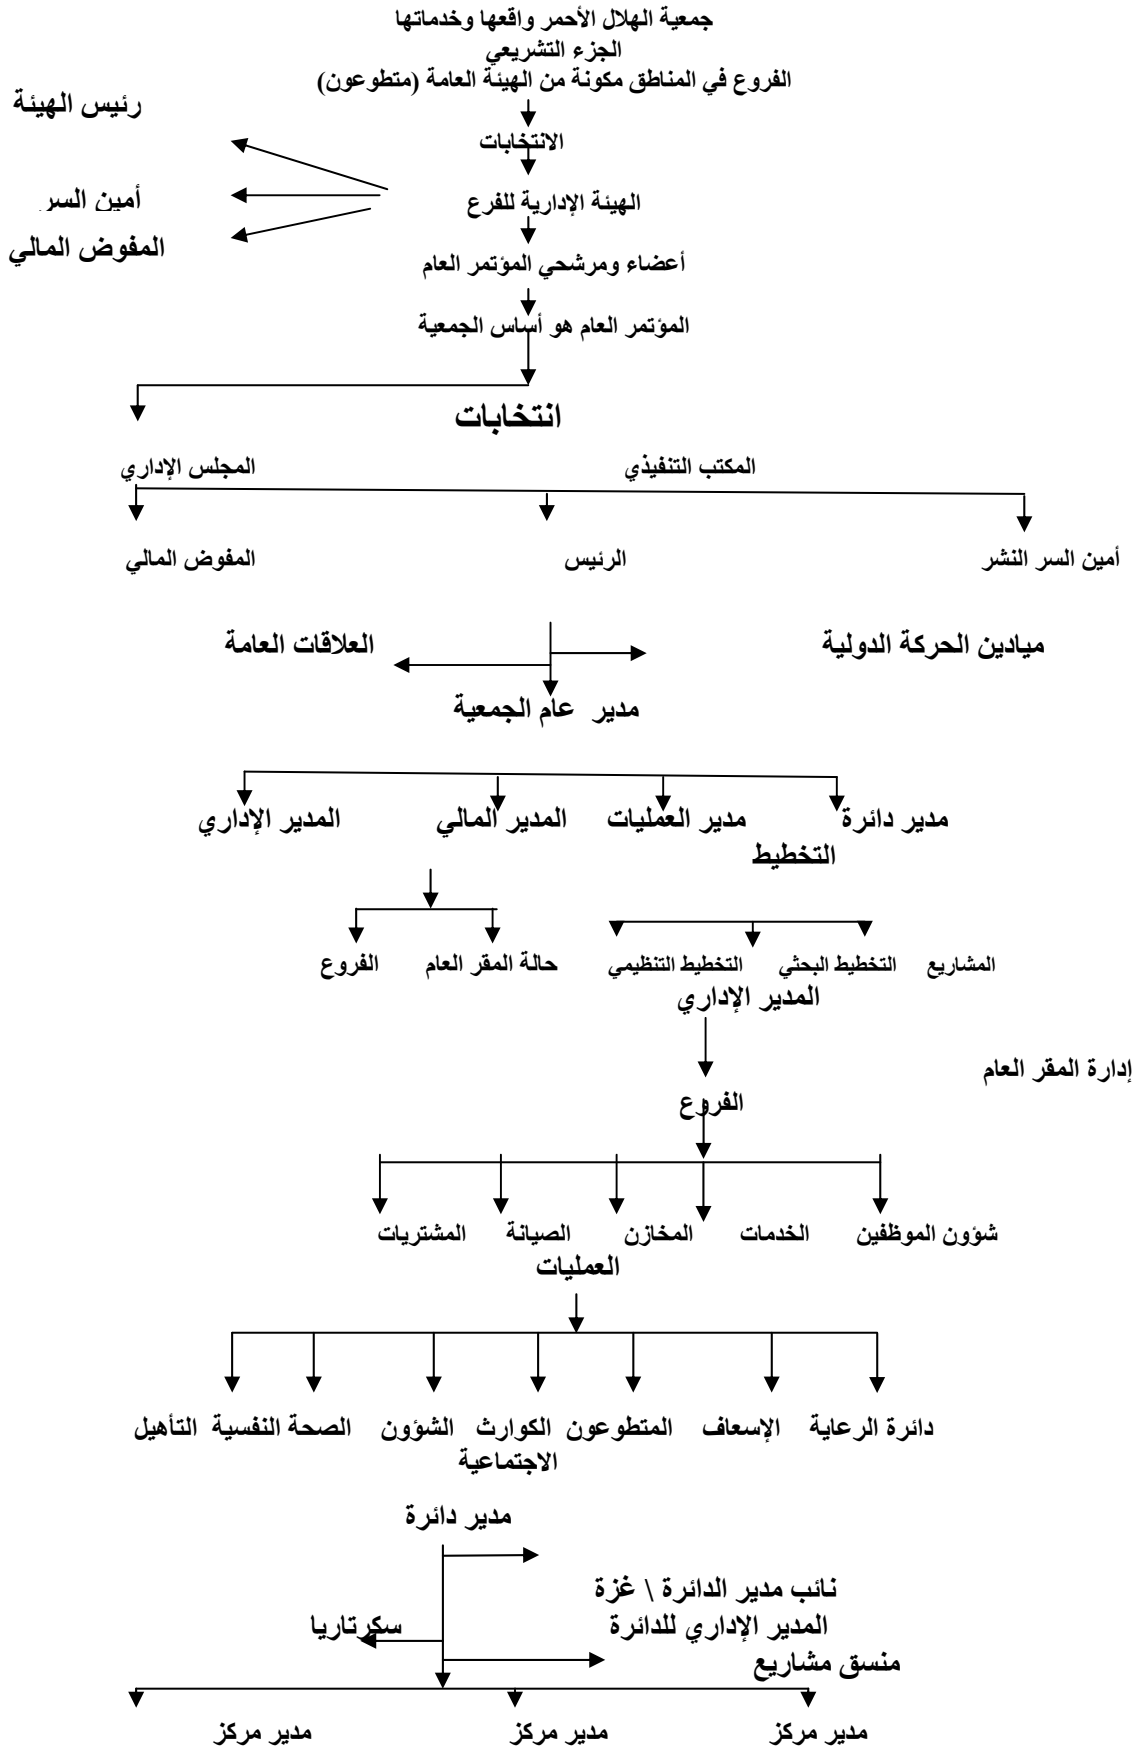 جمعية الهلال الأحمر واقعها وخدماتها
الجزء التشريعي
الفروع في المناطق مكونة من الهيئة العامة (متطوعون)
رئيس الهيئة
الانتخابات
الهيئة الإدارية للفرع
أمين السر
المفوض المالي
أعضاء ومرشحي المؤتمر العام
المؤتمر العام هو أساس الجمعية
انتخابات
المكتب التنفيذي المجلس الإداري
أمين السر النشر الرئيس المفوض المالي
ميادين الحركة الدولية العلاقات العامة
مدير عام الجمعية
مدير دائرة مدير العمليات المدير المالي المدير الإداري
التخطيط
المشاريع التخطيط البحثي التخطيط التنظيمي حالة المقر العام الفروع
المدير الإداري
إدارة المقر العام
الفروع
شؤون الموظفين الخدمات المخازن الصيانة المشتريات
العمليات
دائرة الرعاية الإسعاف المتطوعون الكوارث الشؤون الصحة النفسية التأهيل
الاجتماعية
مدير دائرة
نائب مدير الدائرة \ غزة
المدير الإداري للدائرة سكرتاريا
منسق مشاريع
مدير مركز مدير مركز مدير مركز